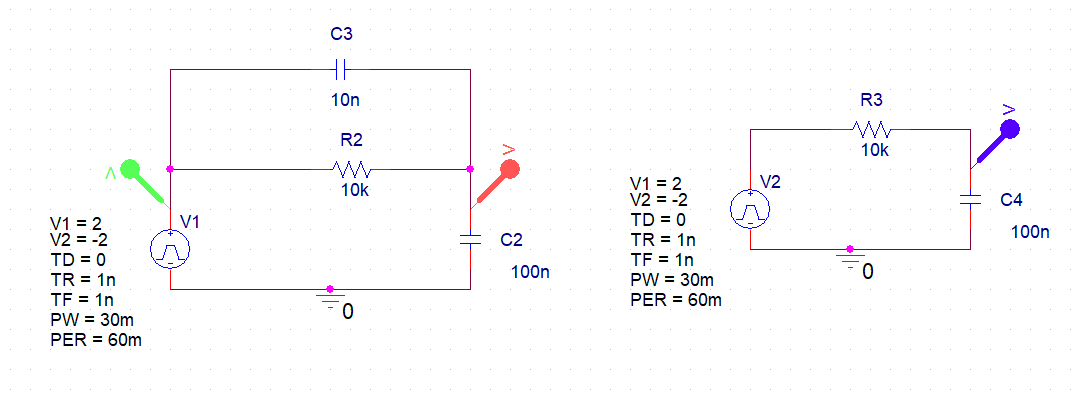 C3
10n
R2
10k
V
V
V1
V1 = 2
V2 = -2
TD = 0
TR = 1n
TF = 1n
PW = 30m
PER = 60m
C2
100n
0
R3
10k
V
V2
V1 = 2
V2 = -2
TD = 0
TR = 1n
TF = 1n
PW = 30m
PER = 60m
C4
100n
0